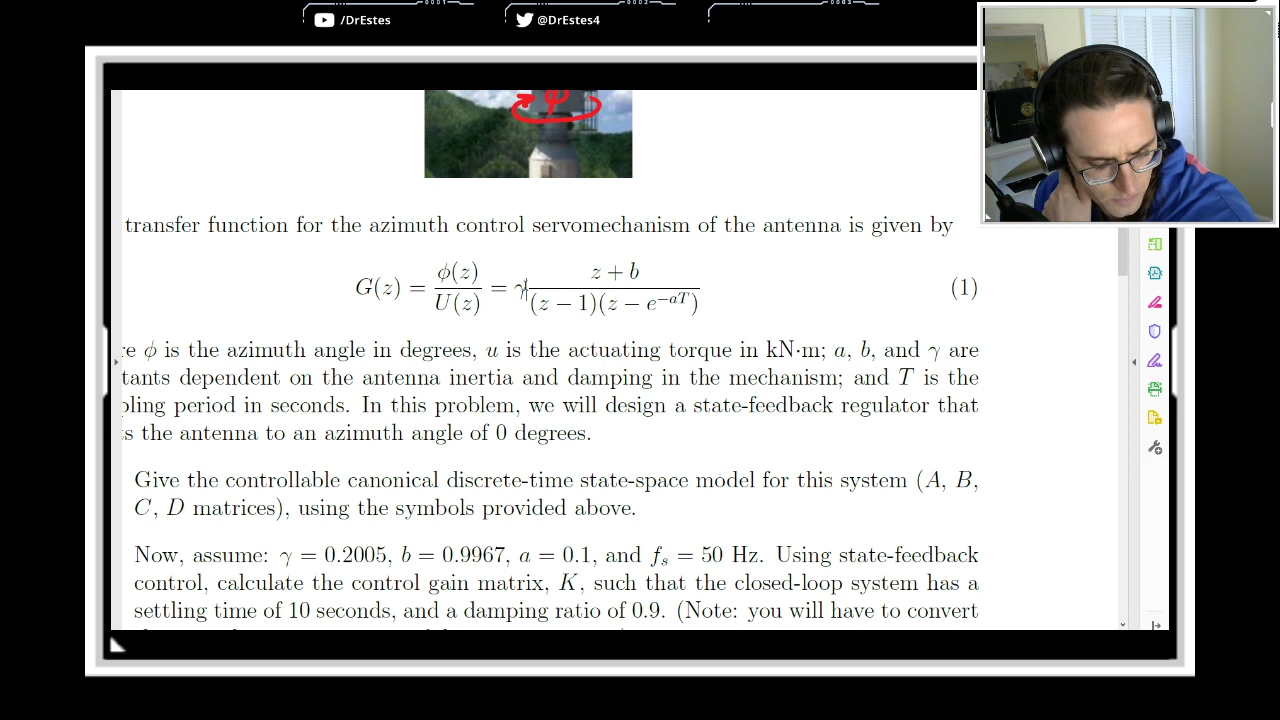 0001 0002 0003
/DrEstes @DrEstes4
φ
transfer function for the azimuth control servomechanism of the antenna is given by
G(z) = φ(z)/U(z) = γ (z + b)/((z − 1)(z − e^{−aT})) (1)
re φ is the azimuth angle in degrees, u is the actuating torque in kN·m; a, b, and γ are
tants dependent on the antenna inertia and damping in the mechanism; and T is the
pling period in seconds. In this problem, we will design a state-feedback regulator that
s the antenna to an azimuth angle of 0 degrees.
Give the controllable canonical discrete-time state-space model for this system (A, B,
C, D matrices), using the symbols provided above.
Now, assume: γ = 0.2005, b = 0.9967, a = 0.1, and f_s = 50 Hz. Using state-feedback
control, calculate the control gain matrix, K, such that the closed-loop system has a
settling time of 10 seconds, and a damping ratio of 0.9. (Note: you will have to convert